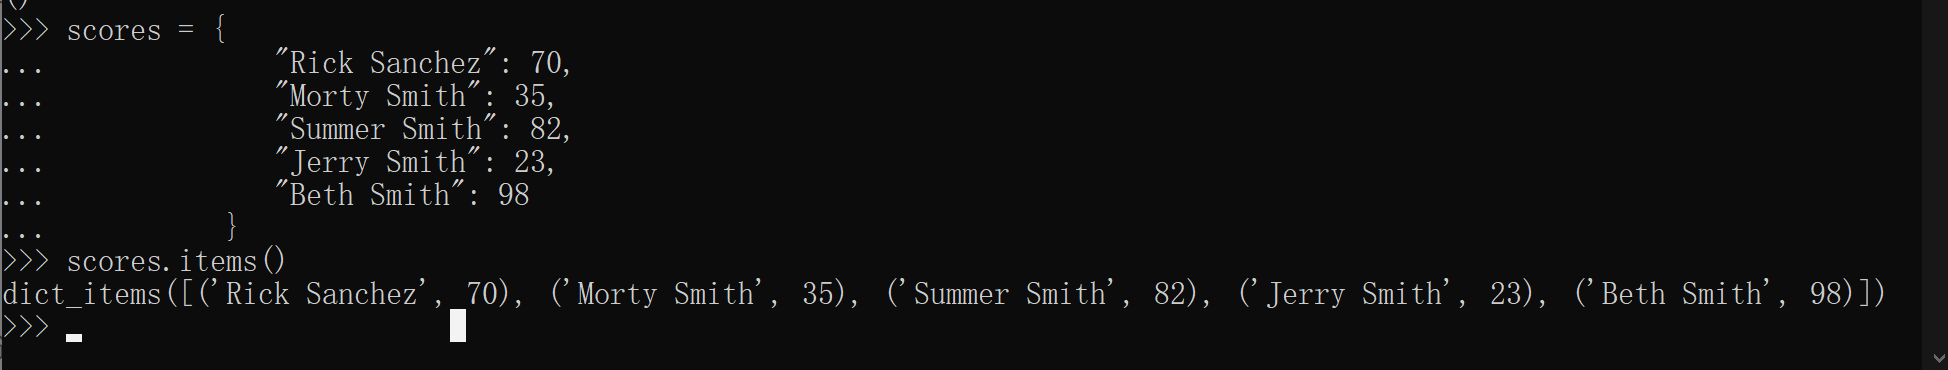 ()
>>> scores = {
...              "Rick Sanchez": 70,
...              "Morty Smith": 35,
...              "Summer Smith": 82,
...              "Jerry Smith": 23,
...              "Beth Smith": 98
...           }
>>> scores.items()
dict_items([('Rick Sanchez', 70), ('Morty Smith', 35), ('Summer Smith', 82), ('Jerry Smith', 23), ('Beth Smith', 98)])
>>>